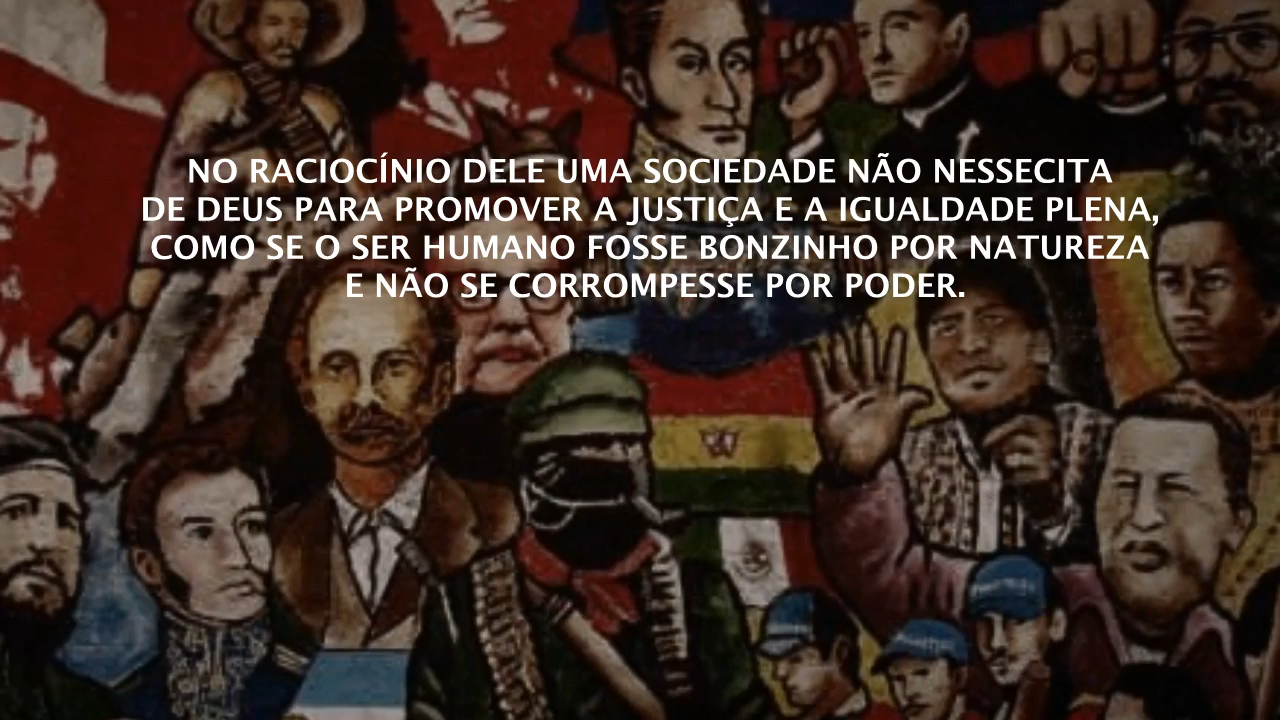 NO RACIOCÍNIO DELE UMA SOCIEDADE NÃO NESSECITA
DE DEUS PARA PROMOVER A JUSTIÇA E A IGUALDADE PLENA,
COMO SE O SER HUMANO FOSSE BONZINHO POR NATUREZA
E NÃO SE CORROMPESSE POR PODER.